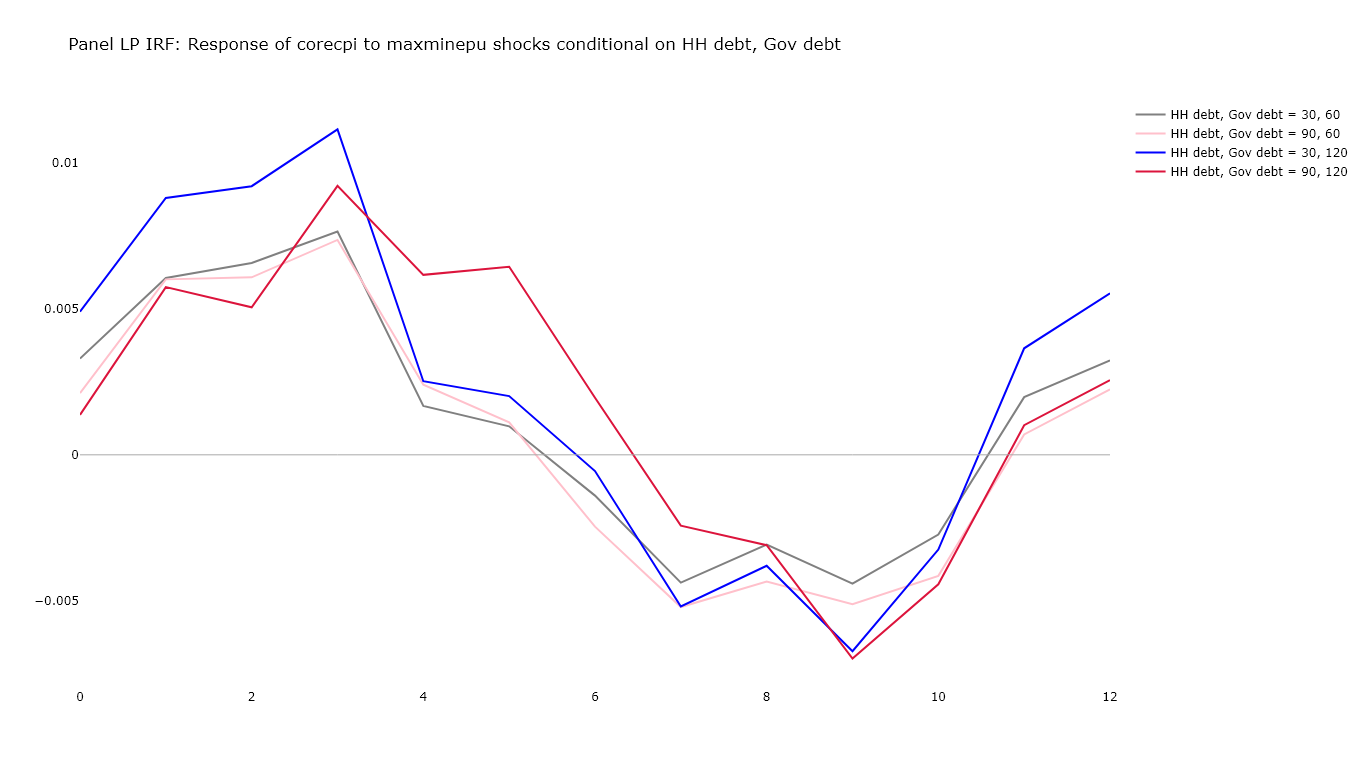 Panel LP IRF: Response of corecpi to maxminepu shocks conditional on HH debt, Gov debt
HH debt, Gov debt = 30, 60
HH debt, Gov debt = 90, 60
HH debt, Gov debt = 30, 120
HH debt, Gov debt = 90, 120
0.01
0.005
0
−0.005
0 2 4 6 8 10 12